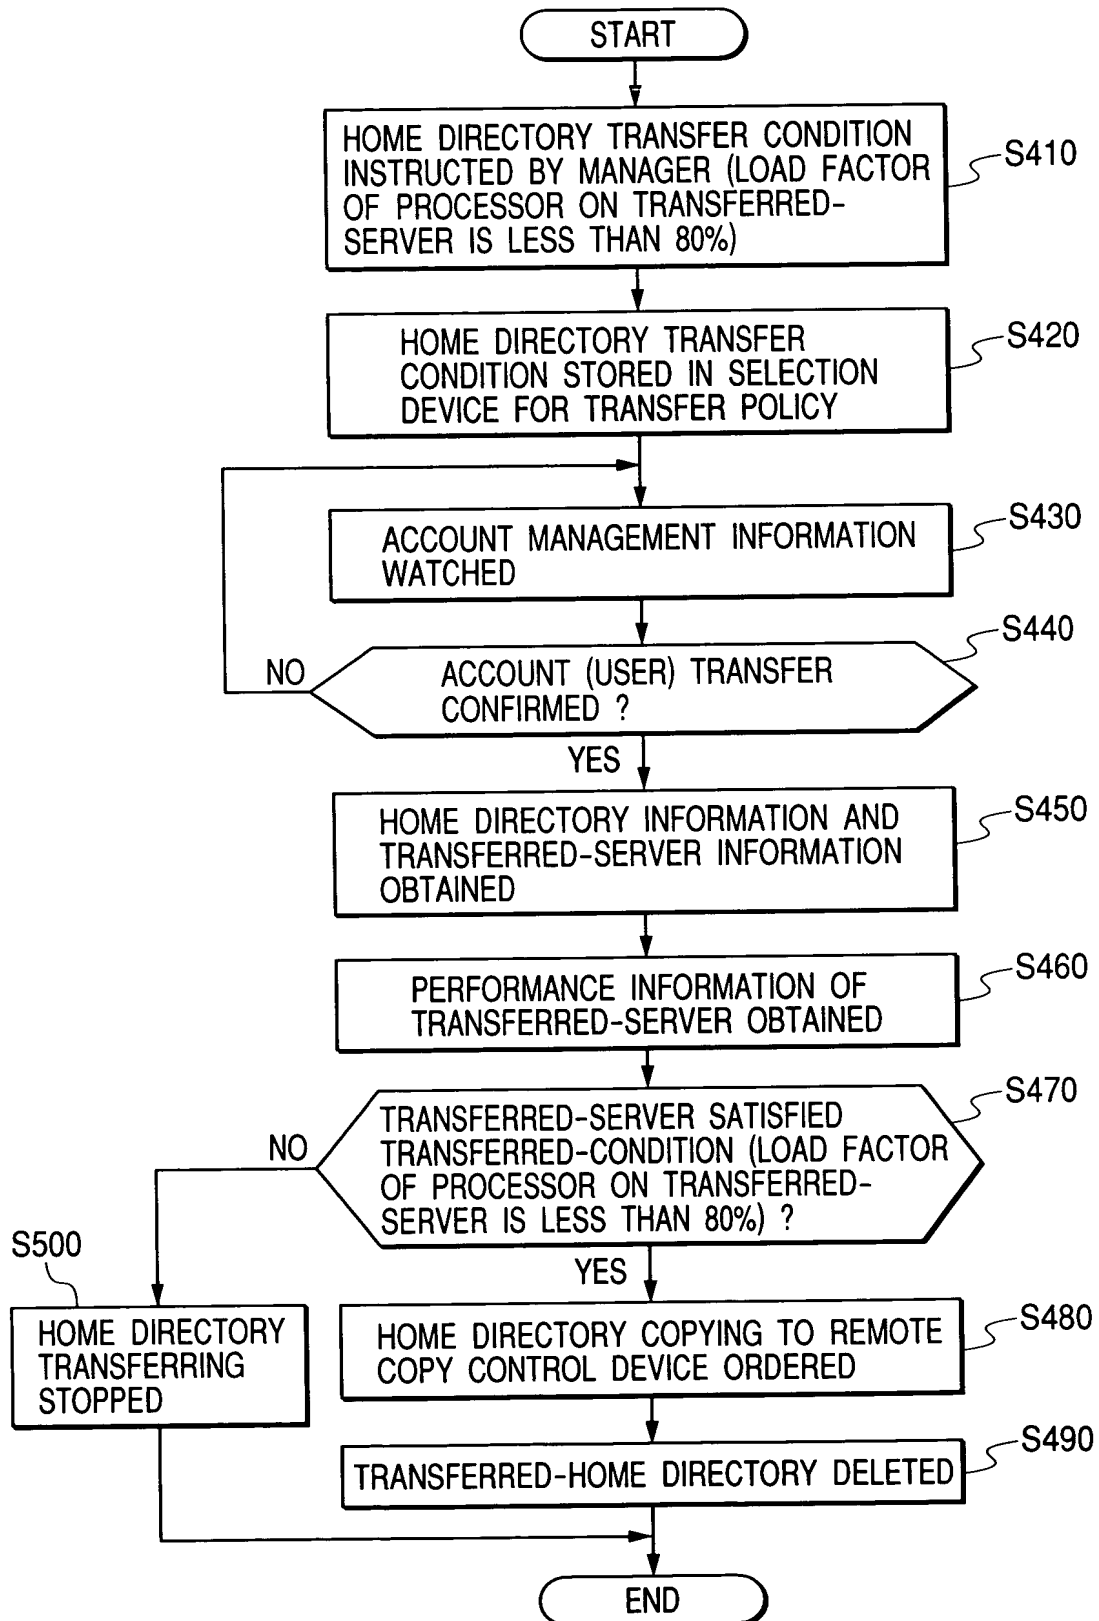 START
HOME DIRECTORY TRANSFER CONDITION
INSTRUCTED BY MANAGER (LOAD FACTOR
OF PROCESSOR ON TRANSFERRED-
SERVER IS LESS THAN 80%)
S410
HOME DIRECTORY TRANSFER
CONDITION STORED IN SELECTION
DEVICE FOR TRANSFER POLICY
S420
ACCOUNT MANAGEMENT INFORMATION
WATCHED
S430
ACCOUNT (USER) TRANSFER
CONFIRMED ?
S440
NO
YES
HOME DIRECTORY INFORMATION AND
TRANSFERRED-SERVER INFORMATION
OBTAINED
S450
PERFORMANCE INFORMATION OF
TRANSFERRED-SERVER OBTAINED
S460
TRANSFERRED-SERVER SATISFIED
TRANSFERRED-CONDITION (LOAD FACTOR
OF PROCESSOR ON TRANSFERRED-
SERVER IS LESS THAN 80%) ?
S470
NO
YES
S500
HOME DIRECTORY
TRANSFERRING
STOPPED
HOME DIRECTORY COPYING TO REMOTE
COPY CONTROL DEVICE ORDERED
S480
TRANSFERRED-HOME DIRECTORY DELETED
S490
END